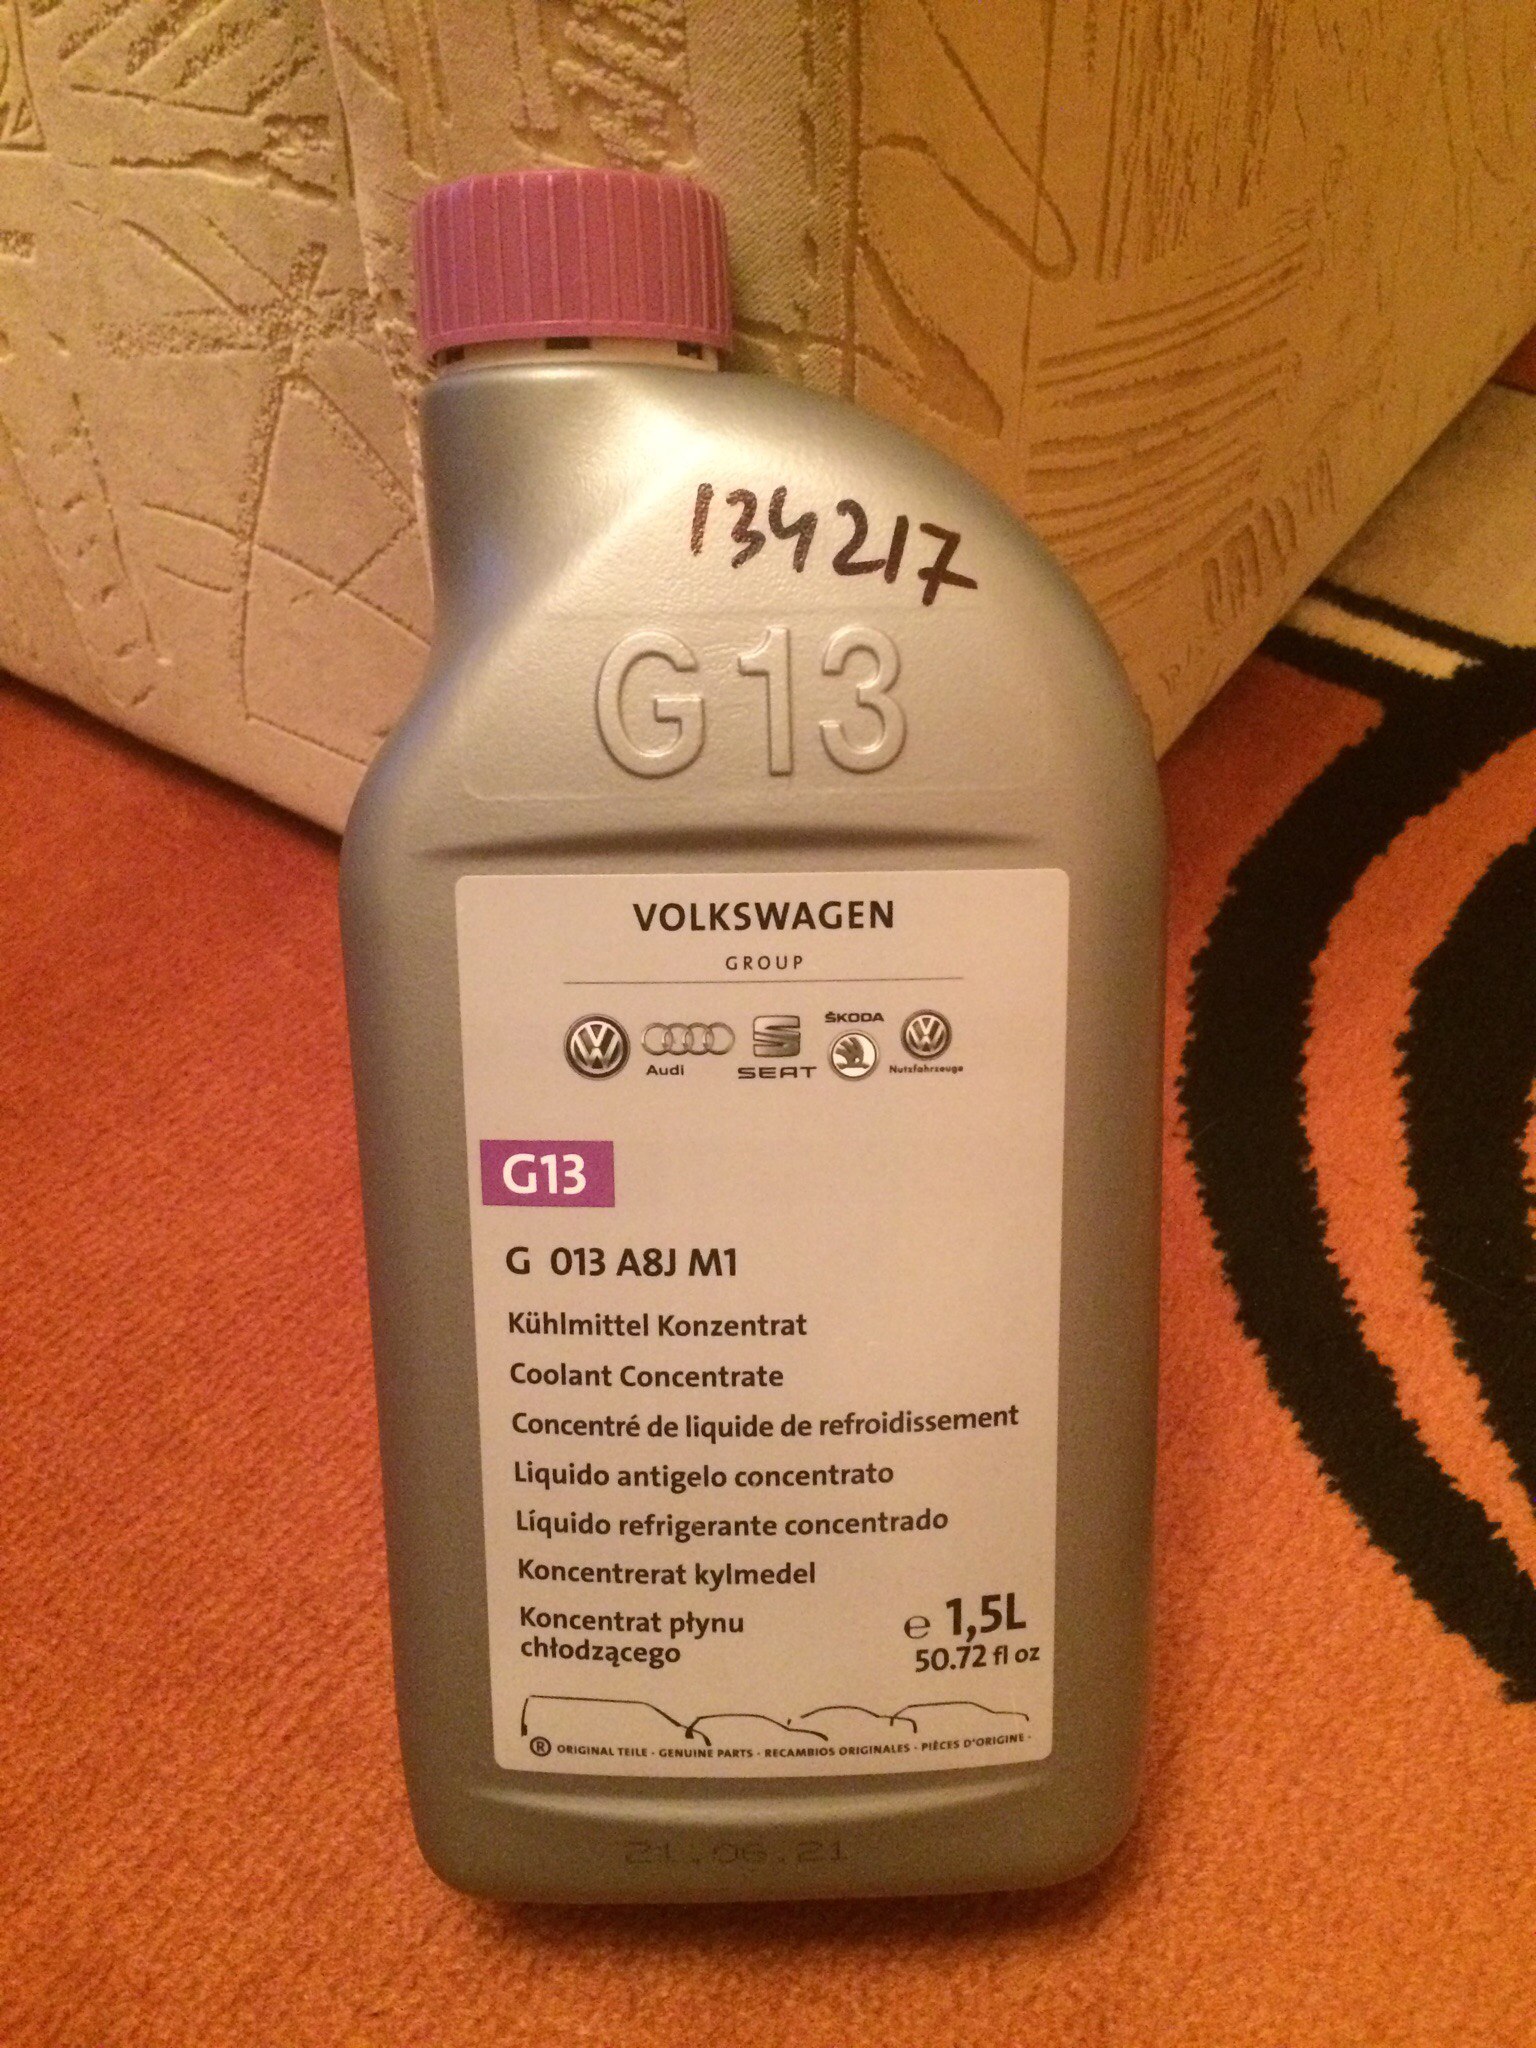 134217
G13
VOLKSWAGEN
GROUP
Audi
SEAT
ŠKODA
Nutzfahrzeuge
G13
G 013 A8J M1
Kühlmittel Konzentrat
Coolant Concentrate
Concentré de liquide de refroidissement
Liquido antigelo concentrato
Líquido refrigerante concentrado
Koncentrerat kylmedel
Koncentrat płynu
chłodzącego
e 1,5L
50.72 fl oz
® ORIGINAL TEILE · GENUINE PARTS · RECAMBIOS ORIGINALES · PIÈCES D'ORIGINE ·
21.06.21